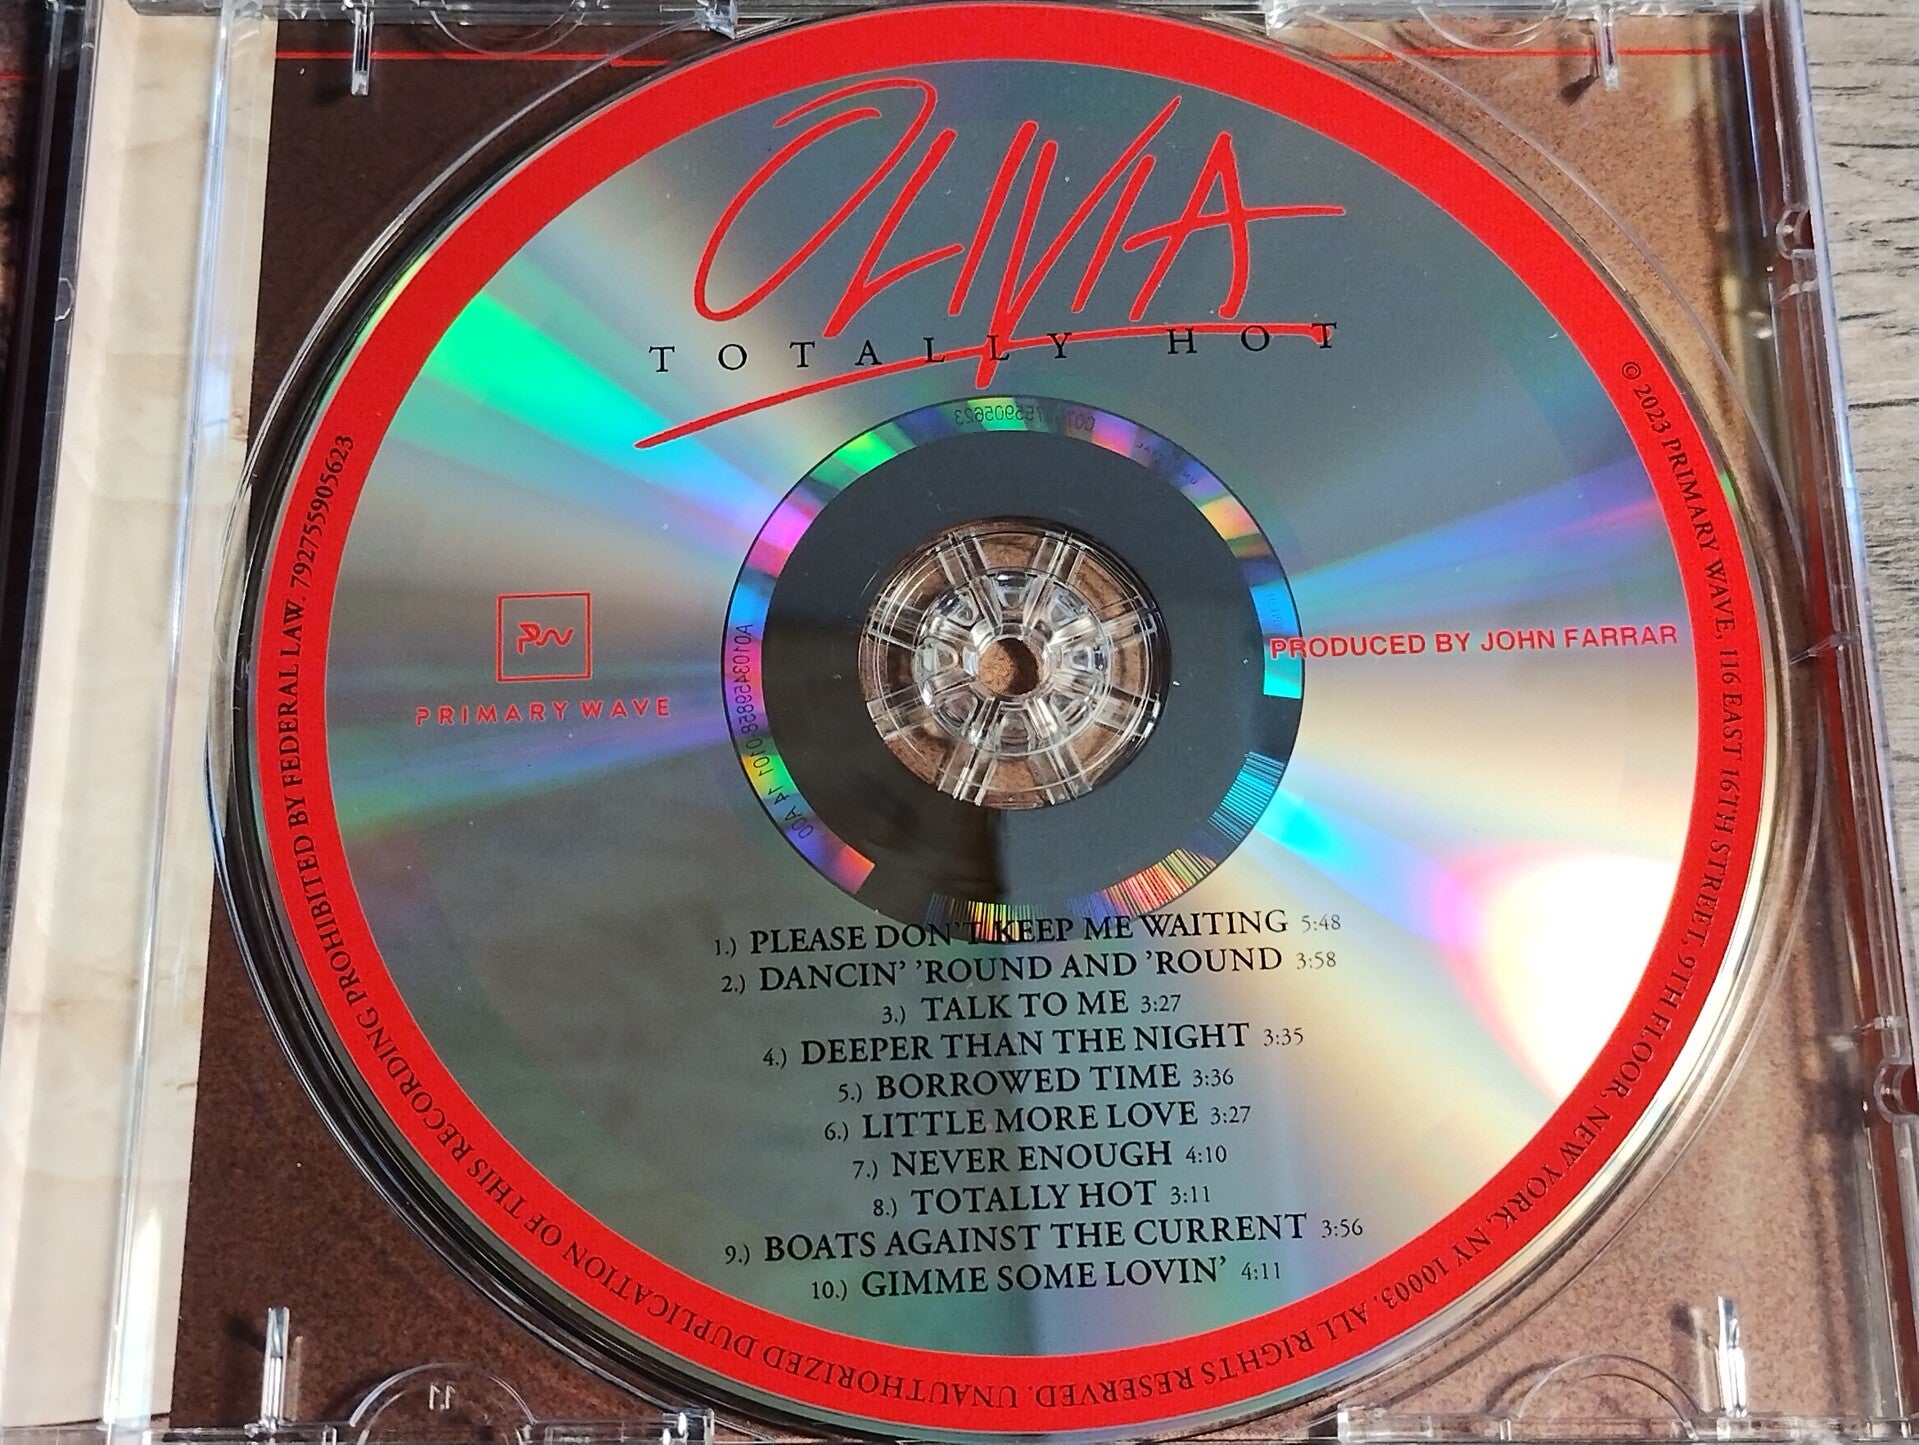 OLIVIA
TOTALLY HOT
PRIMARY WAVE
PRODUCED BY JOHN FARRAR
1.) PLEASE DON'T KEEP ME WAITING 5:48
2.) DANCIN' 'ROUND AND 'ROUND 3:58
3.) TALK TO ME 3:27
4.) DEEPER THAN THE NIGHT 3:35
5.) BORROWED TIME 3:36
6.) LITTLE MORE LOVE 3:27
7.) NEVER ENOUGH 4:10
8.) TOTALLY HOT 3:11
9.) BOATS AGAINST THE CURRENT 3:56
10.) GIMME SOME LOVIN' 4:11
© 2023 PRIMARY WAVE, 116 EAST 16TH STREET, 9TH FLOOR, NEW YORK, NY 10003. ALL RIGHTS RESERVED. UNAUTHORIZED DUPLICATION OF THIS RECORDING PROHIBITED BY FEDERAL LAW. 792755905623
11